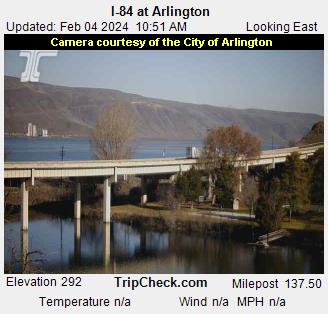 I-84 at Arlington
Updated: Feb 04 2024 10:51 AM Looking East
Camera courtesy of the City of Arlington
Elevation 292 TripCheck.com Milepost 137.50
Temperature n/a Wind n/a MPH n/a